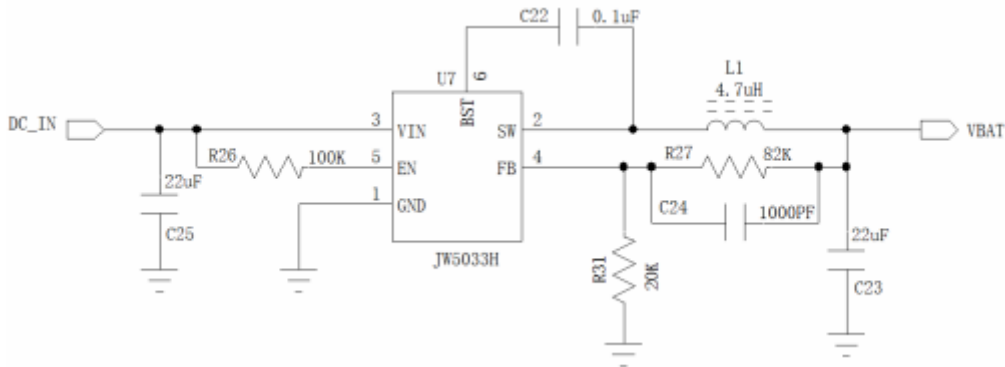 C22 0.1uF
U7
6
BST
L1
4.7uH
DC_IN
3
VIN
SW
2
VBAT
R26
100K
5
EN
FB
4
R27
82K
22uF
1
GND
C24
1000PF
C25
22uF
JW5033H
R31
20K
C23